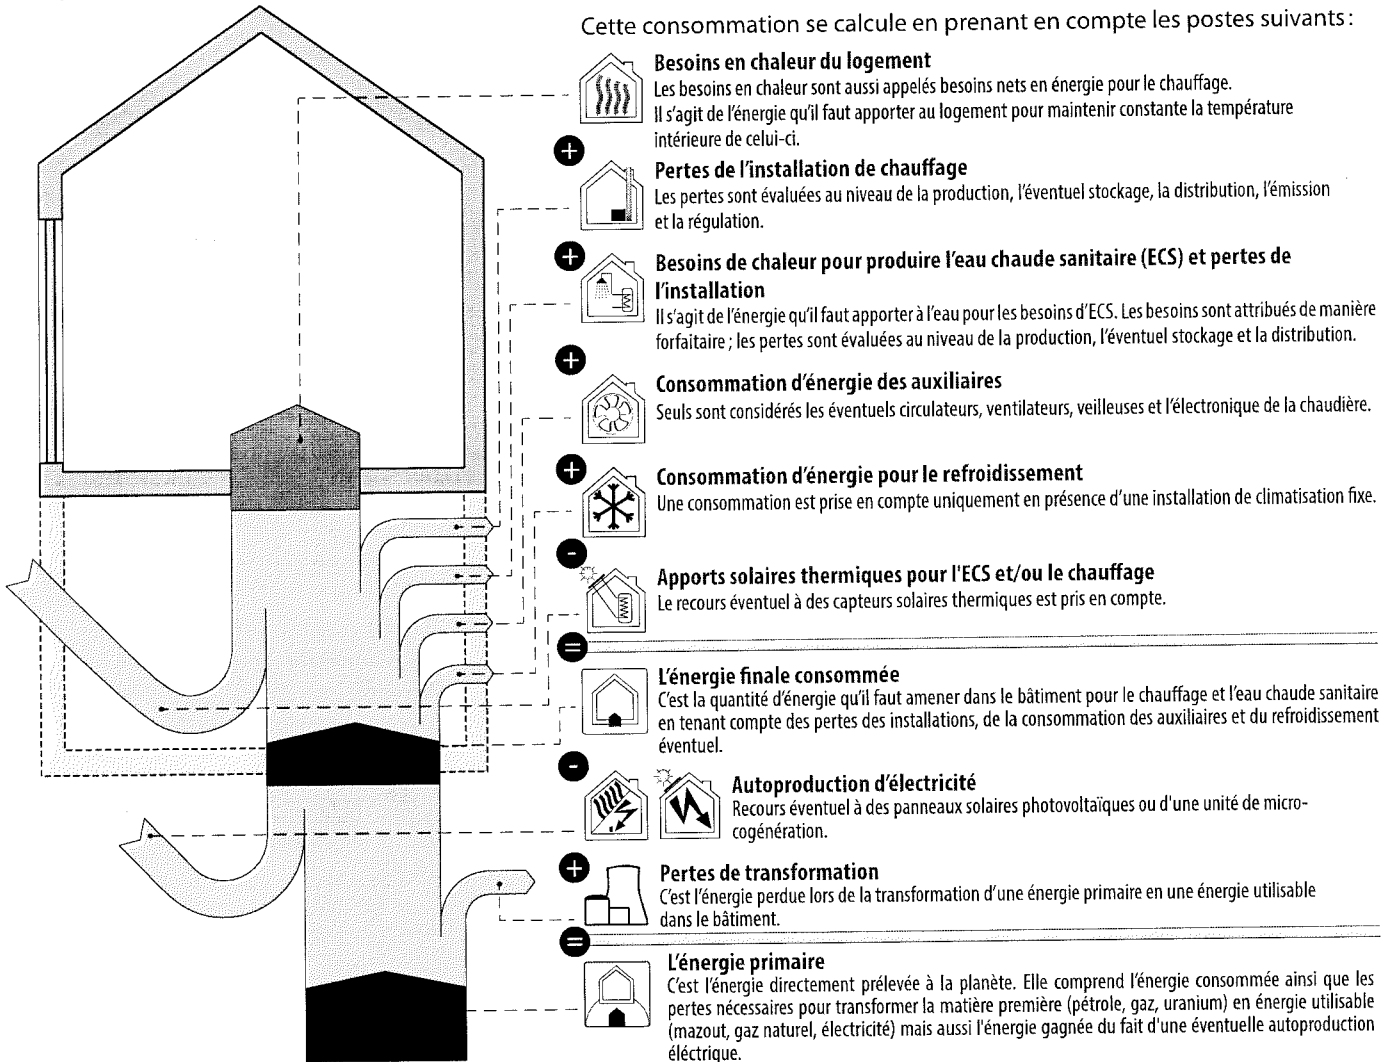 Cette consommation se calcule en prenant en compte les postes suivants :
Besoins en chaleur du logement
Les besoins en chaleur sont aussi appelés besoins nets en énergie pour le chauffage.
Il s'agit de l'énergie qu'il faut apporter au logement pour maintenir constante la température
intérieure de celui-ci.
+
Pertes de l'installation de chauffage
Les pertes sont évaluées au niveau de la production, l'éventuel stockage, la distribution, l'émission
et la régulation.
+
Besoins de chaleur pour produire l'eau chaude sanitaire (ECS) et pertes de
l'installation
Il s'agit de l'énergie qu'il faut apporter à l'eau pour les besoins d'ECS. Les besoins sont attribués de manière
forfaitaire ; les pertes sont évaluées au niveau de la production, l'éventuel stockage et la distribution.
+
Consommation d'énergie des auxiliaires
Seuls sont considérés les éventuels circulateurs, ventilateurs, veilleuses et l'électronique de la chaudière.
+
Consommation d'énergie pour le refroidissement
Une consommation est prise en compte uniquement en présence d'une installation de climatisation fixe.
-
Apports solaires thermiques pour l'ECS et/ou le chauffage
Le recours éventuel à des capteurs solaires thermiques est pris en compte.
=
L'énergie finale consommée
C'est la quantité d'énergie qu'il faut amener dans le bâtiment pour le chauffage et l'eau chaude sanitaire
en tenant compte des pertes des installations, de la consommation des auxiliaires et du refroidissement
éventuel.
-
Autoproduction d'électricité
Recours éventuel à des panneaux solaires photovoltaïques ou d'une unité de micro-
cogénération.
+
Pertes de transformation
C'est l'énergie perdue lors de la transformation d'une énergie primaire en une énergie utilisable
dans le bâtiment.
=
L'énergie primaire
C'est l'énergie directement prélevée à la planète. Elle comprend l'énergie consommée ainsi que les
pertes nécessaires pour transformer la matière première (pétrole, gaz, uranium) en énergie utilisable
(mazout, gaz naturel, électricité) mais aussi l'énergie gagnée du fait d'une éventuelle autoproduction
éléctrique.